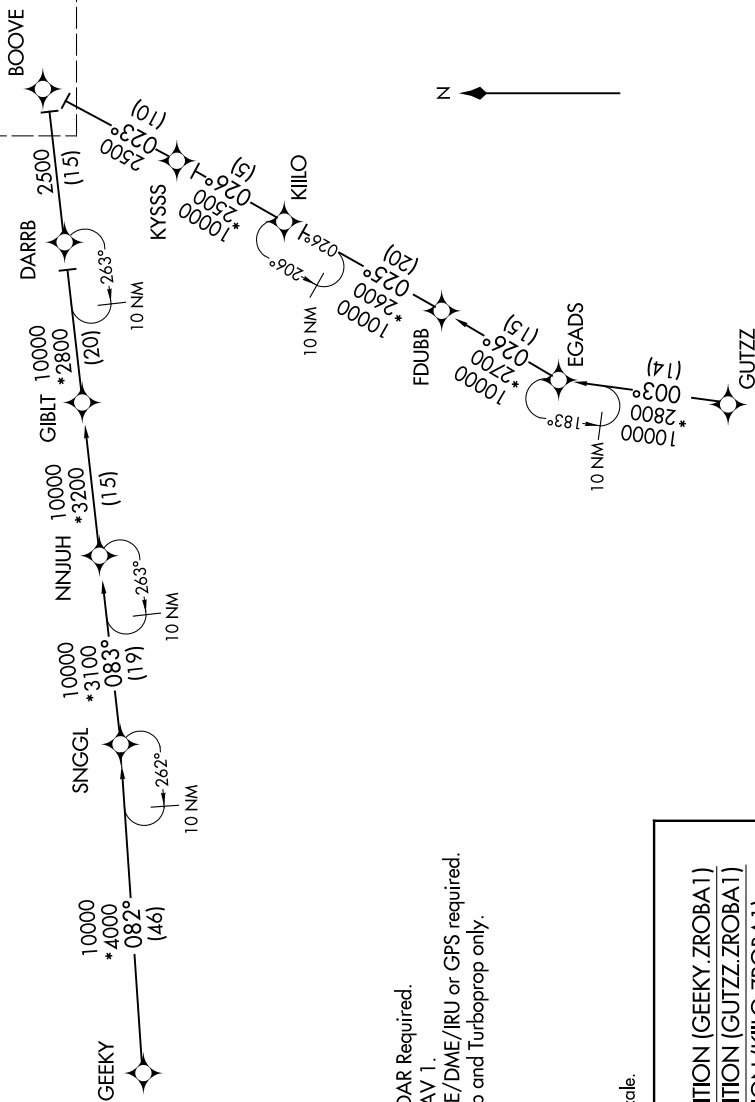 BOOVE
N
2500
(15)
2500
023°
(10)
DARRB
263°
10 NM
KYSSS
10000
*2500
026°
(5)
KIILO
206°
026°
10 NM
10000
*2800
(20)
GIBLT
10000
*2600
025°
(20)
FDUBB
10000
*2700
026°
(15)
EGADS
183°
10 NM
10000
*2800
003°
(14)
GUTZZ
10000
*3200
(15)
NNJUH
263°
10 NM
10000
*3100
083°
(19)
SNGGL
262°
10 NM
10000
*4000
082°
(46)
GEEKY
DAR Required.
AV 1.
E/DME/IRU or GPS required.
and Turboprop only.
cale.
ITION (GEEKY.ZROBA1)
ITION (GUTZZ.ZROBA1)